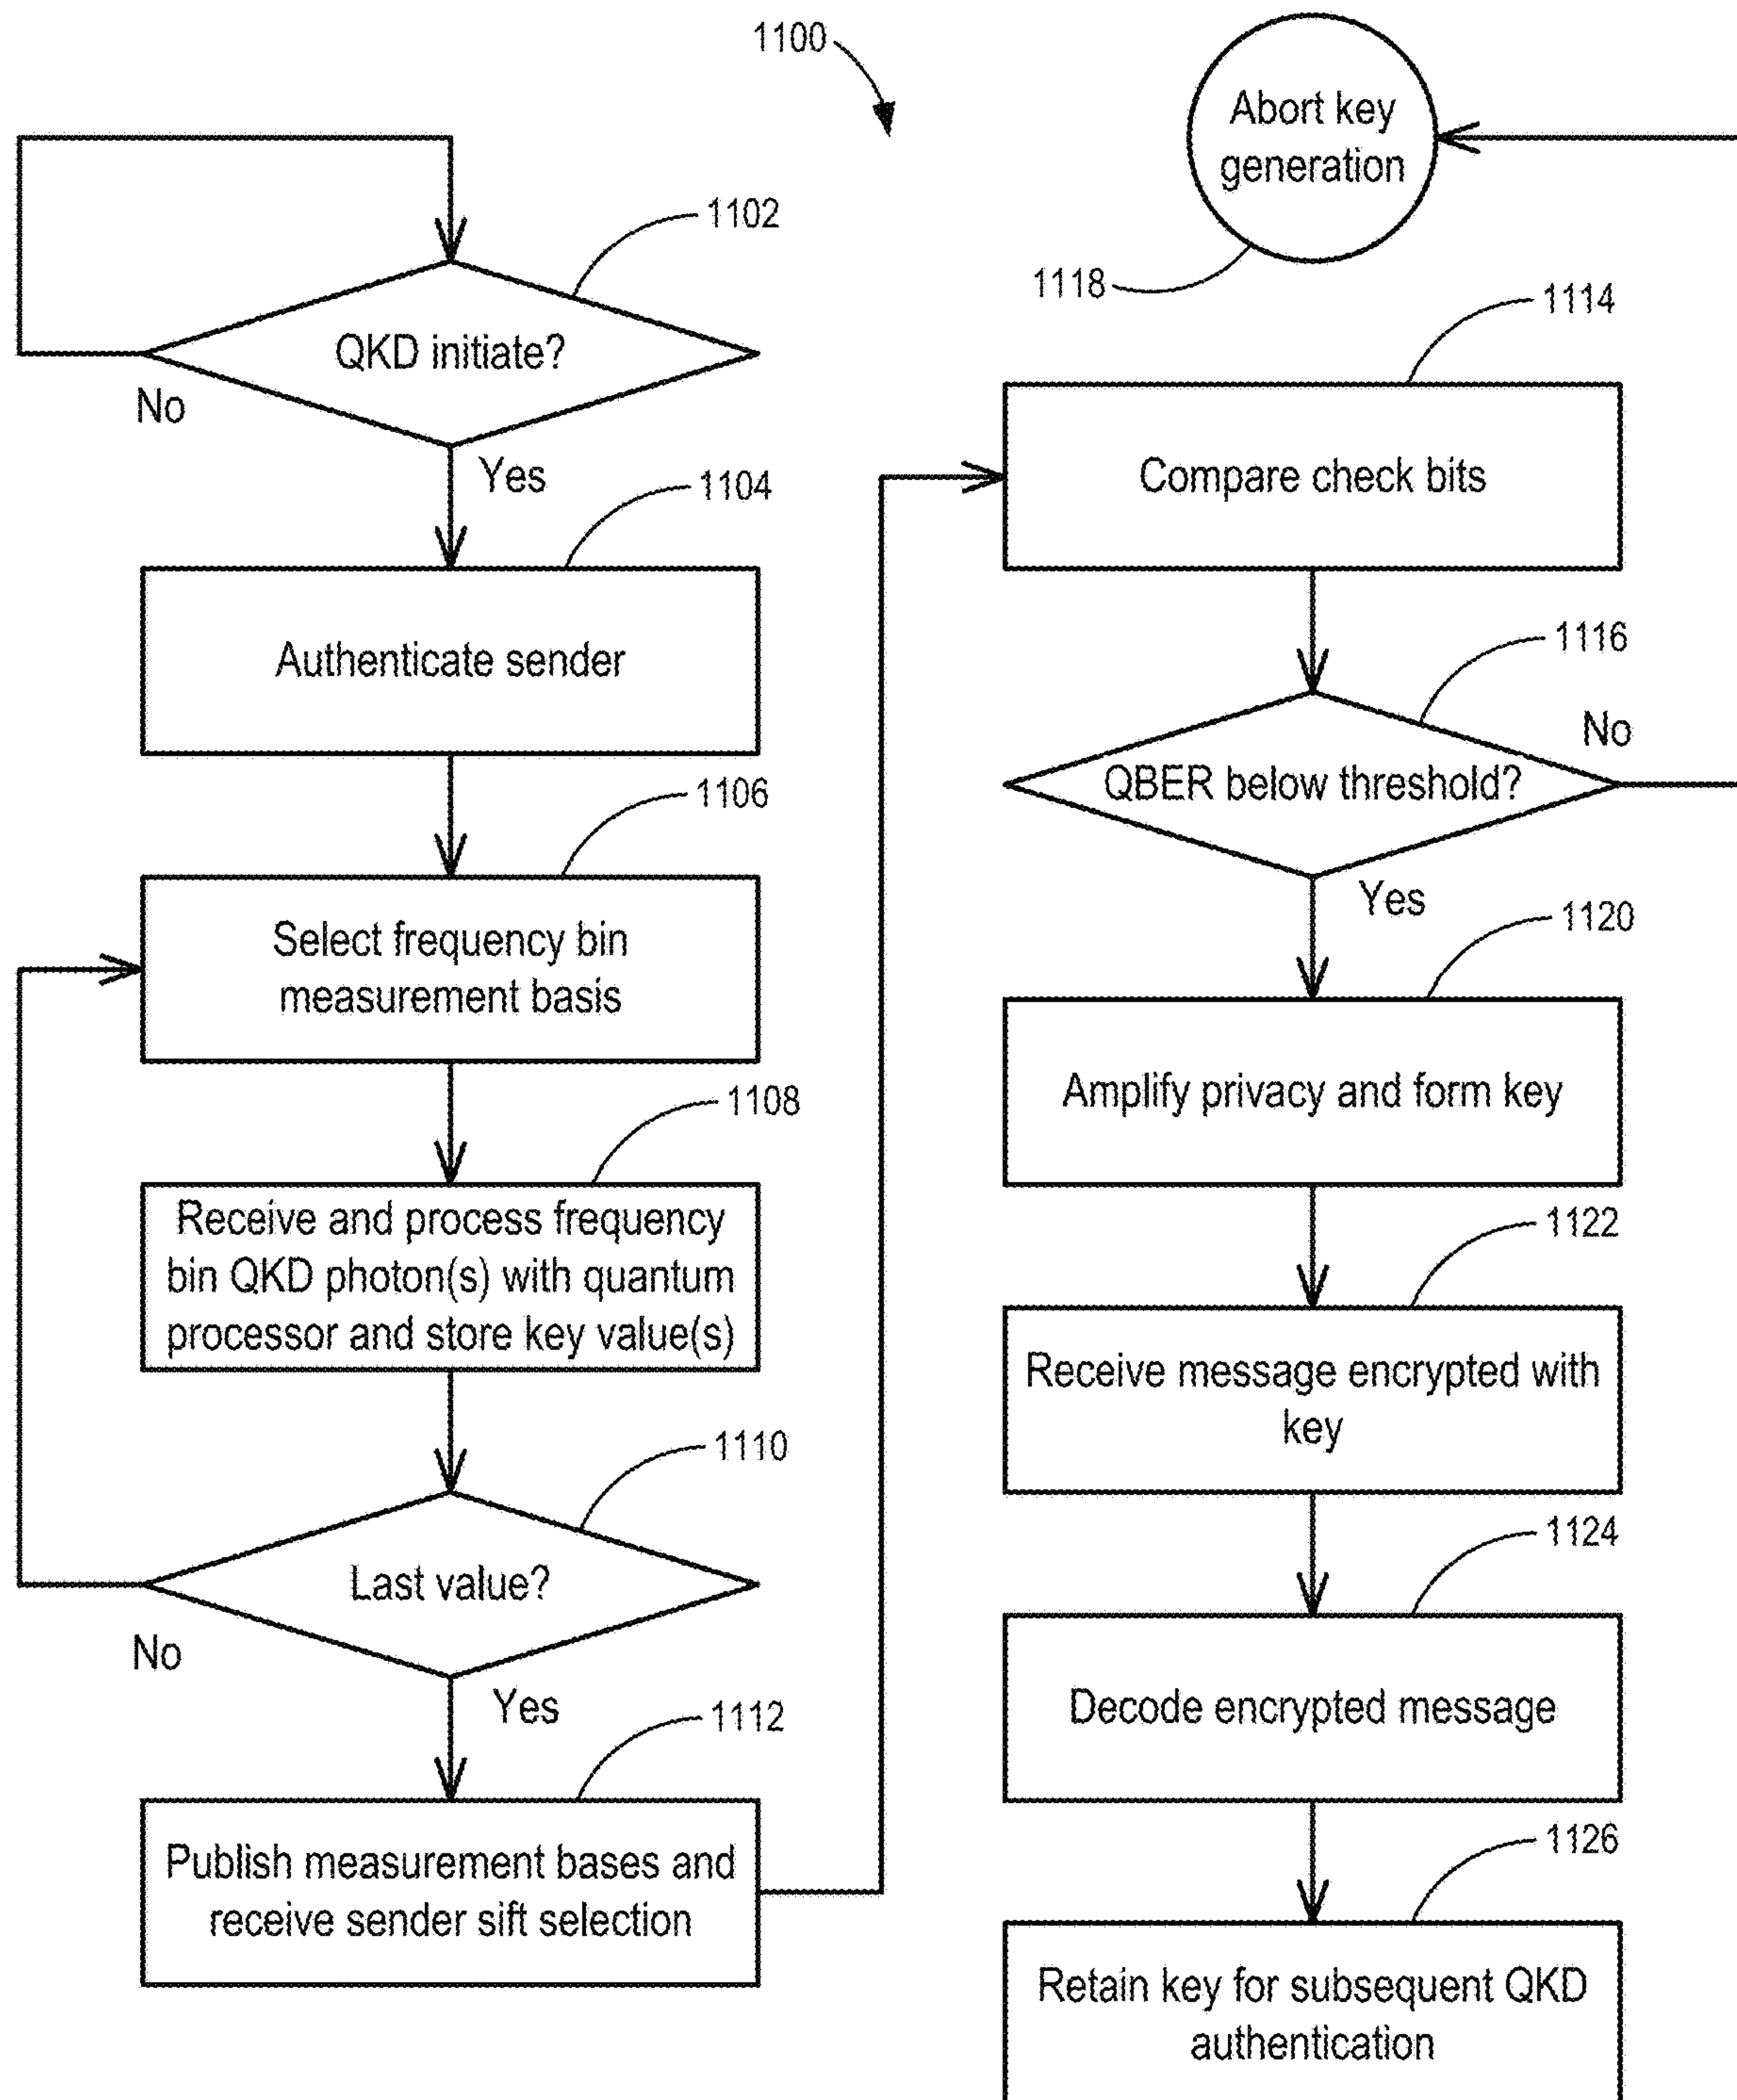 1100
1102
QKD initiate?
No
Yes
1104
Authenticate sender
1106
Select frequency bin
measurement basis
1108
Receive and process frequency
bin QKD photon(s) with quantum
processor and store key value(s)
1110
Last value?
No
Yes
1112
Publish measurement bases and
receive sender sift selection
Abort key
generation
1118
1114
Compare check bits
1116
No
QBER below threshold?
Yes
1120
Amplify privacy and form key
1122
Receive message encrypted with
key
1124
Decode encrypted message
1126
Retain key for subsequent QKD
authentication